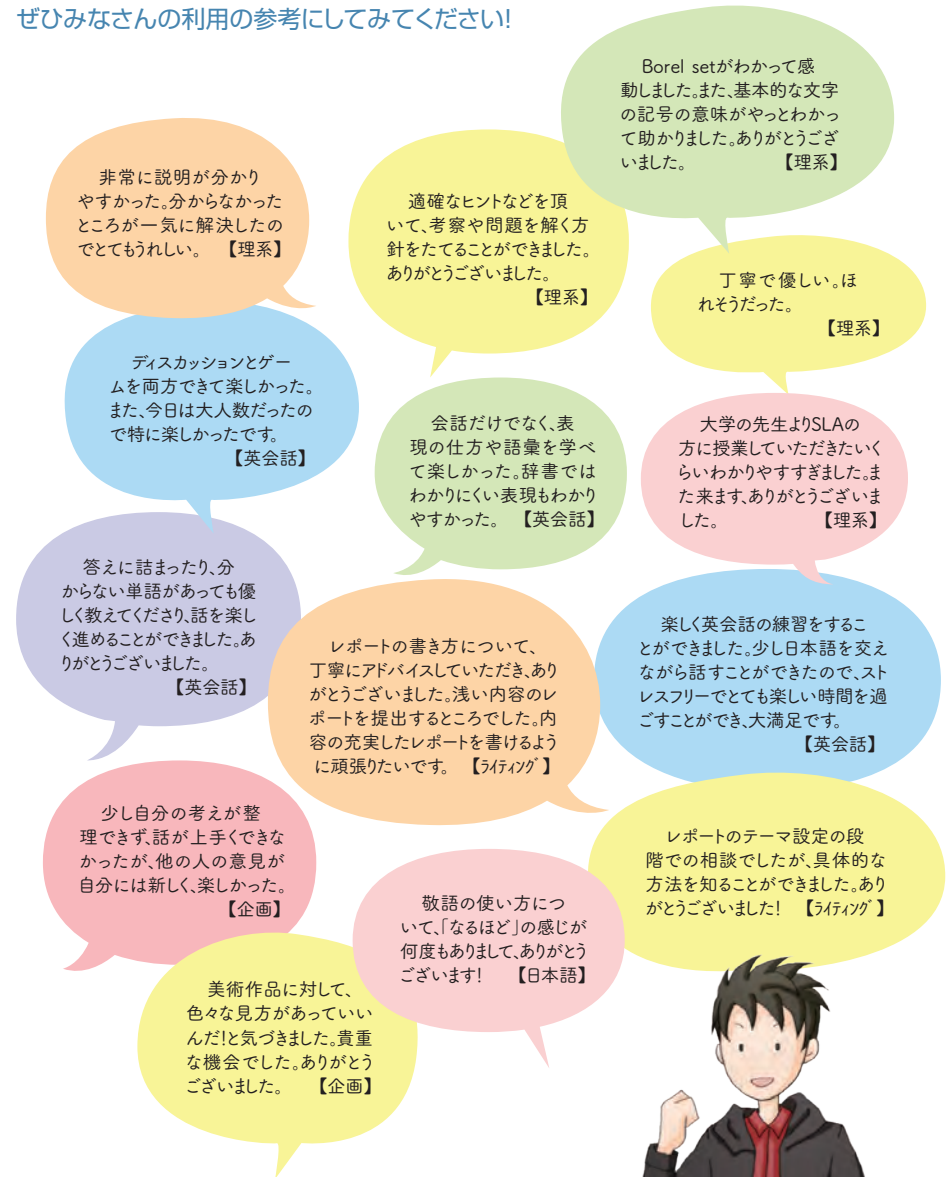 ぜひみなさんの利用の参考にしてみてください!
Borel setがわかって感
動しました。また、基本的な文字
の記号の意味がやっとわかっ
て助かりました。ありがとうござ
いました。 【理系】
非常に説明が分かり
やすかった。分からなかった
ところが一気に解決したの
でとてもうれしい。 【理系】
適確なヒントなどを頂
いて、考察や問題を解く方
針をたてることができました。
ありがとうございました。
【理系】
丁寧で優しい。ほ
れそうだった。
【理系】
ディスカッションとゲー
ムを両方できて楽しかった。
また、今日は大人数だったの
で特に楽しかったです。
【英会話】
会話だけでなく、表
現の仕方や語彙を学べ
て楽しかった。辞書では
わかりにくい表現もわかり
やすかった。 【英会話】
大学の先生よりSLAの
方に授業していただきたいく
らいわかりやすすぎました。ま
た来ます、ありがとうございま
した。 【理系】
答えに詰まったり、分
からない単語があっても優
しく教えてくださり、話を楽し
く進めることができました。あ
りがとうございました。
【英会話】
レポートの書き方について、
丁寧にアドバイスしていただき、あり
がとうございました。浅い内容のレ
ポートを提出するところでした。内
容の充実したレポートを書けるよう
に頑張りたいです。 【ライティング】
楽しく英会話の練習をするこ
とができました。少し日本語を交え
ながら話すことができたので、スト
レスフリーでとても楽しい時間を過
ごすことができ、大満足です。
【英会話】
少し自分の考えが整
理できず、話が上手くできな
かったが、他の人の意見が
自分には新しく、楽しかった。
【企画】
敬語の使い方につ
いて、「なるほど」の感じが
何度もありまして、ありがとう
ございます! 【日本語】
レポートのテーマ設定の段
階での相談でしたが、具体的な
方法を知ることができました。あり
がとうございました! 【ライティング】
美術作品に対して、
色々な見方があっていい
んだ!と気づきました。貴重
な機会でした。ありがとう
ございました。 【企画】